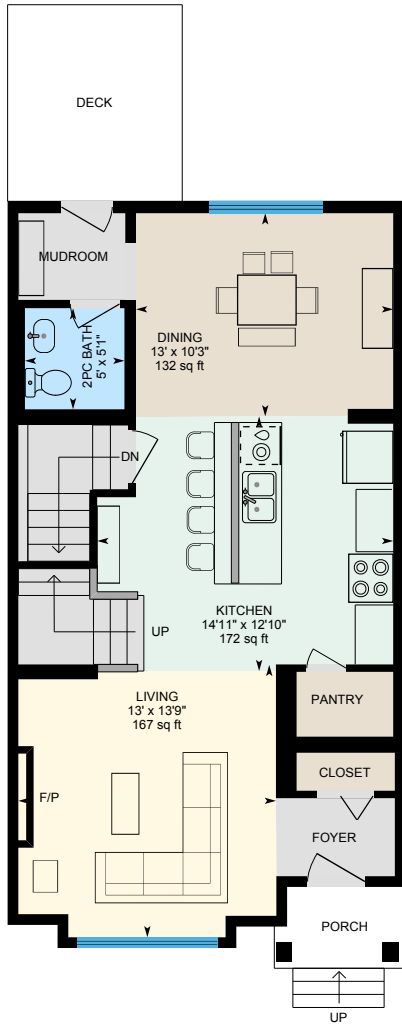 DECK
MUDROOM
2PC BATH
5' x 5'1"
DINING
13' x 10'3"
132 sq ft
DN
UP
KITCHEN
14'11" x 12'10"
172 sq ft
LIVING
13' x 13'9"
167 sq ft
PANTRY
CLOSET
F/P
FOYER
PORCH
UP